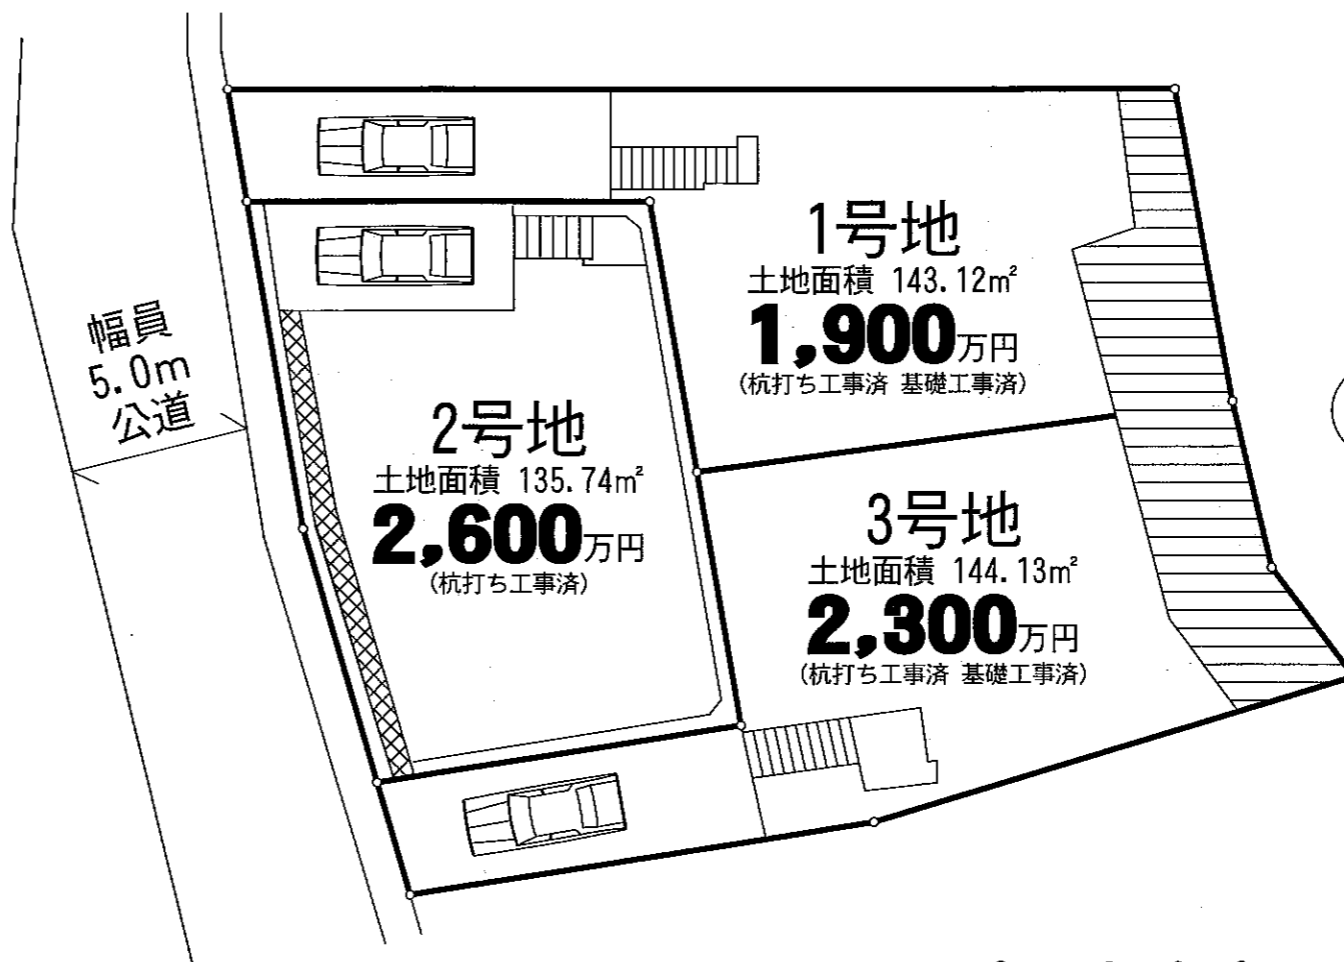 1号地
土地面積 143.12㎡
1,900万円
(杭打ち工事済 基礎工事済)
幅員
5.0m
公道
2号地
土地面積 135.74㎡
2,600万円
(杭打ち工事済)
3号地
土地面積 144.13㎡
2,300万円
(杭打ち工事済 基礎工事済)